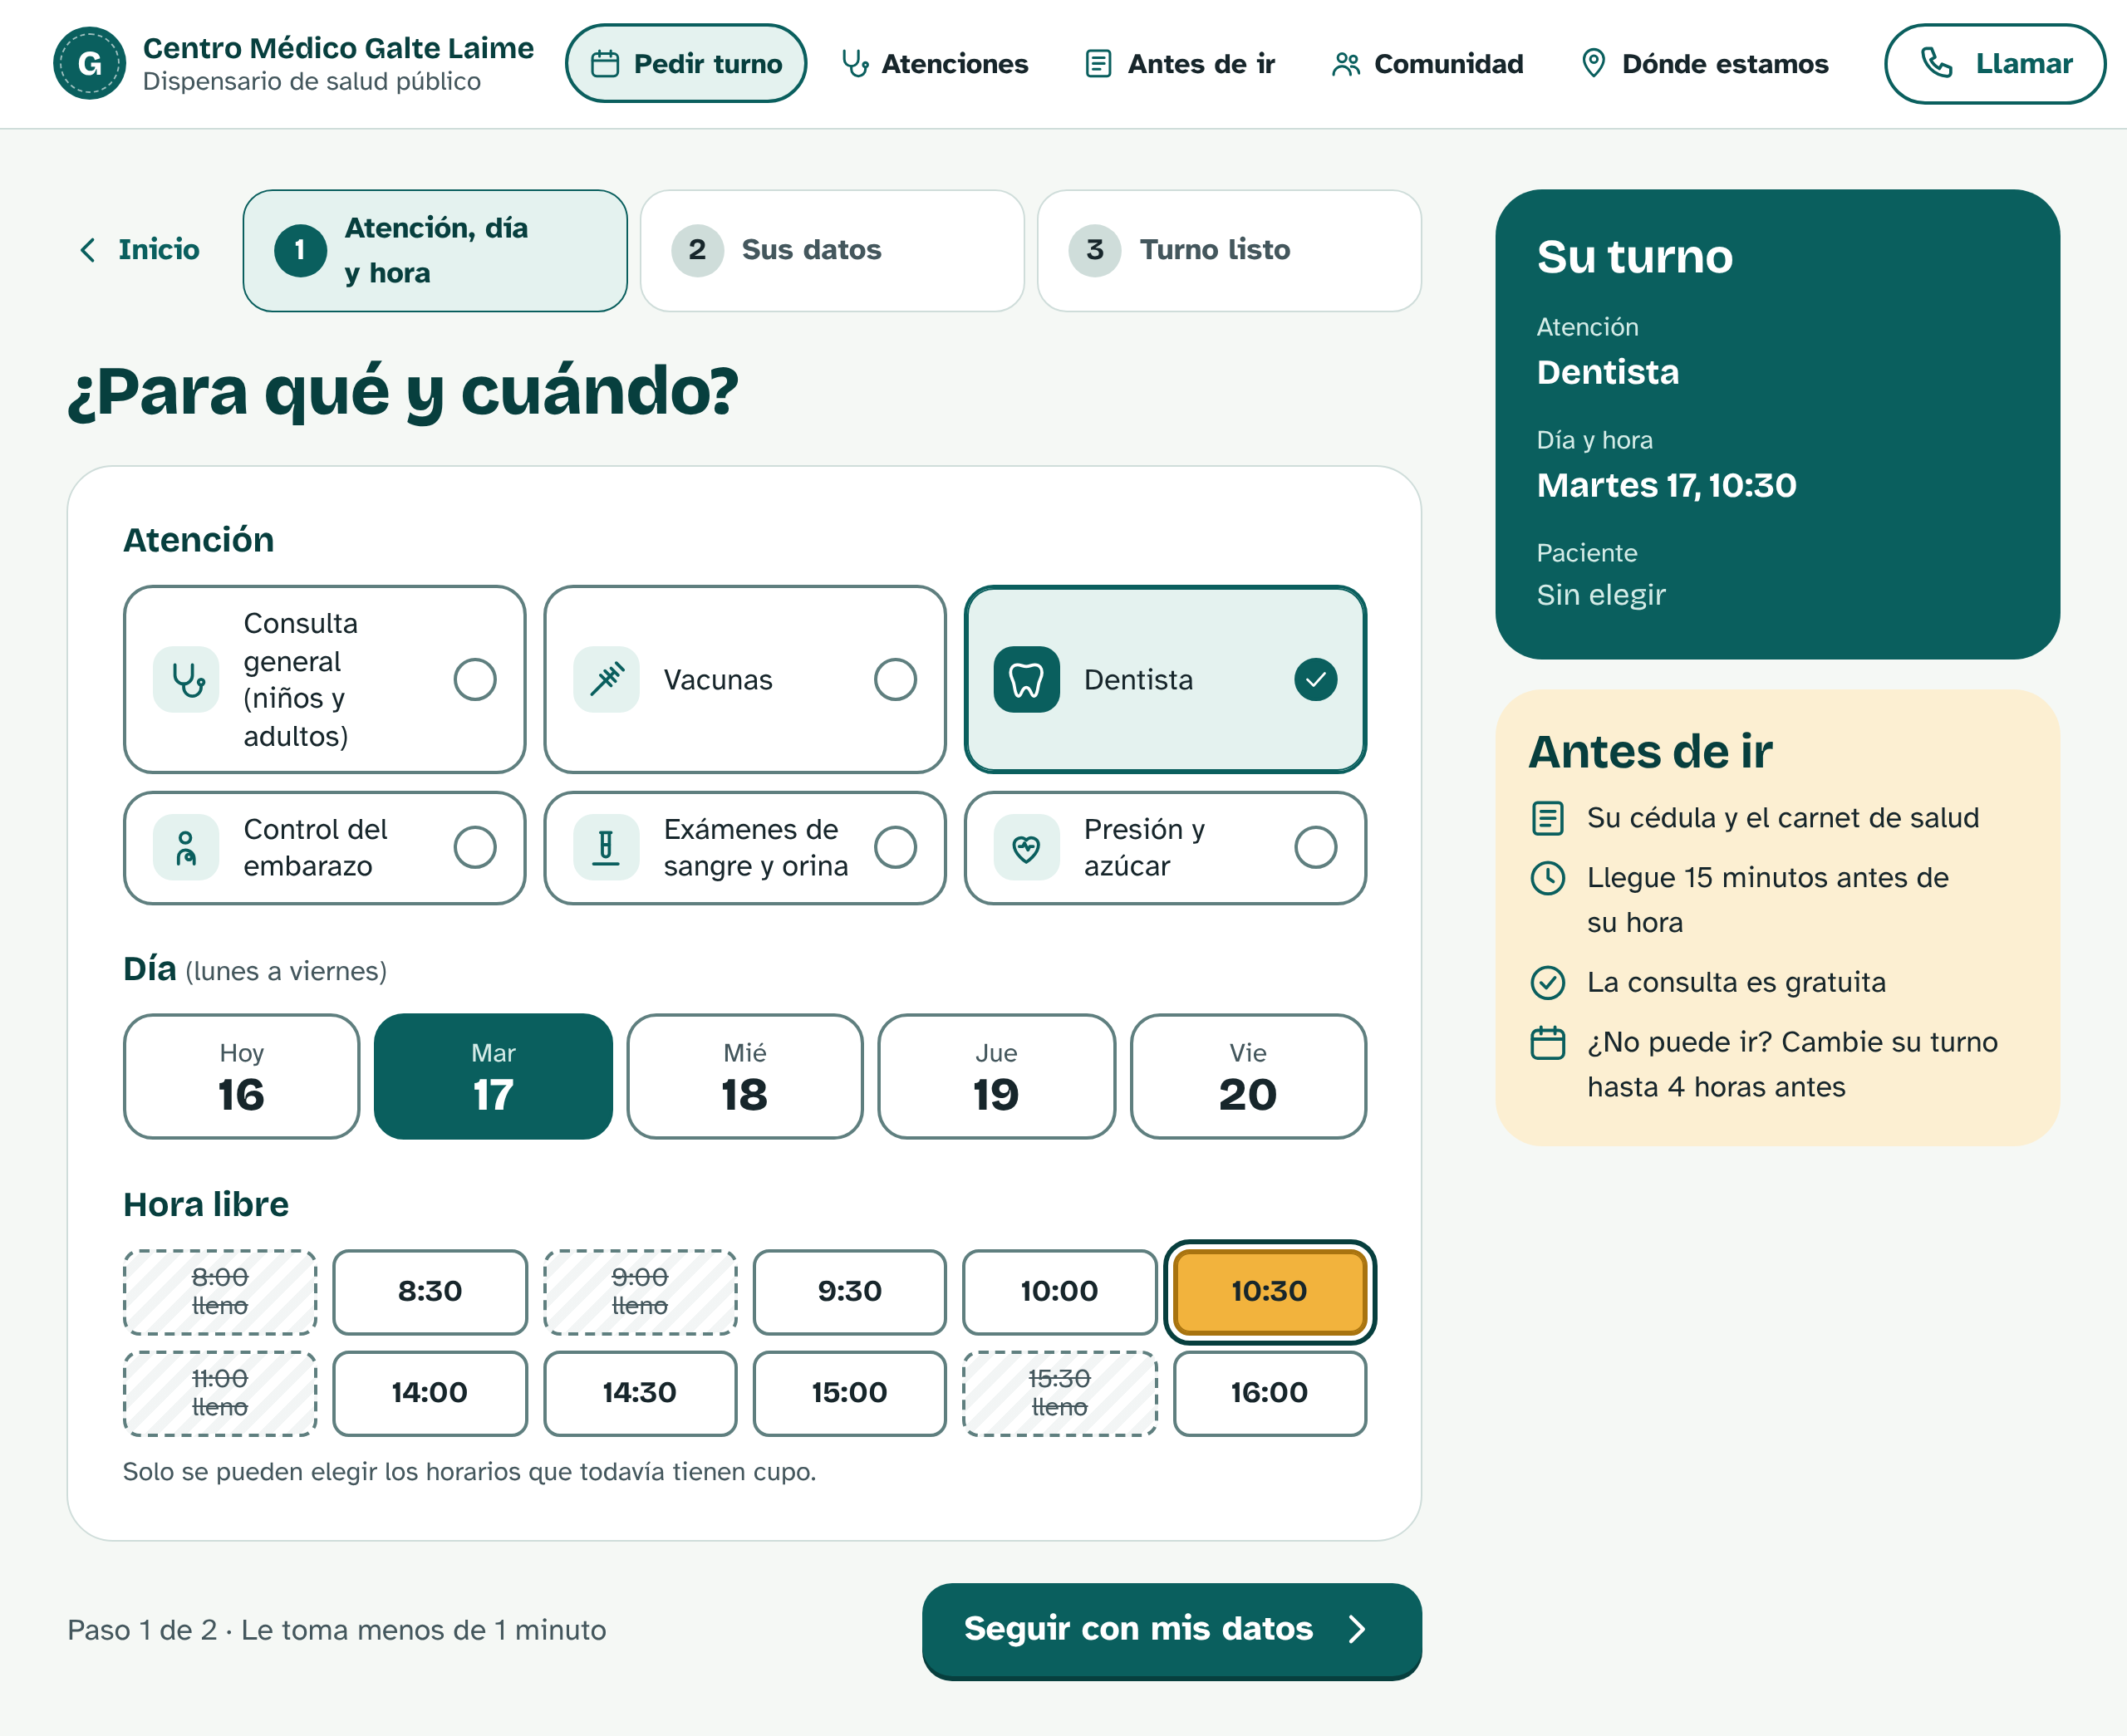 G
Centro Médico Galte Laime
Dispensario de salud público
Pedir turno
Atenciones
Antes de ir
Comunidad
Dónde estamos
Llamar
Inicio
1
Atención, día
y hora
2
Sus datos
3
Turno listo
¿Para qué y cuándo?
Atención
Consulta
general
(niños y
adultos)
Vacunas
Dentista
Control del
embarazo
Exámenes de
sangre y orina
Presión y
azúcar
Día (lunes a viernes)
Hoy
16
Mar
17
Mié
18
Jue
19
Vie
20
Hora libre
8:00
lleno
8:30
9:00
lleno
9:30
10:00
10:30
11:00
lleno
14:00
14:30
15:00
15:30
lleno
16:00
Solo se pueden elegir los horarios que todavía tienen cupo.
Paso 1 de 2 · Le toma menos de 1 minuto
Seguir con mis datos
Su turno
Atención
Dentista
Día y hora
Martes 17, 10:30
Paciente
Sin elegir
Antes de ir
Su cédula y el carnet de salud
Llegue 15 minutos antes de
su hora
La consulta es gratuita
¿No puede ir? Cambie su turno
hasta 4 horas antes